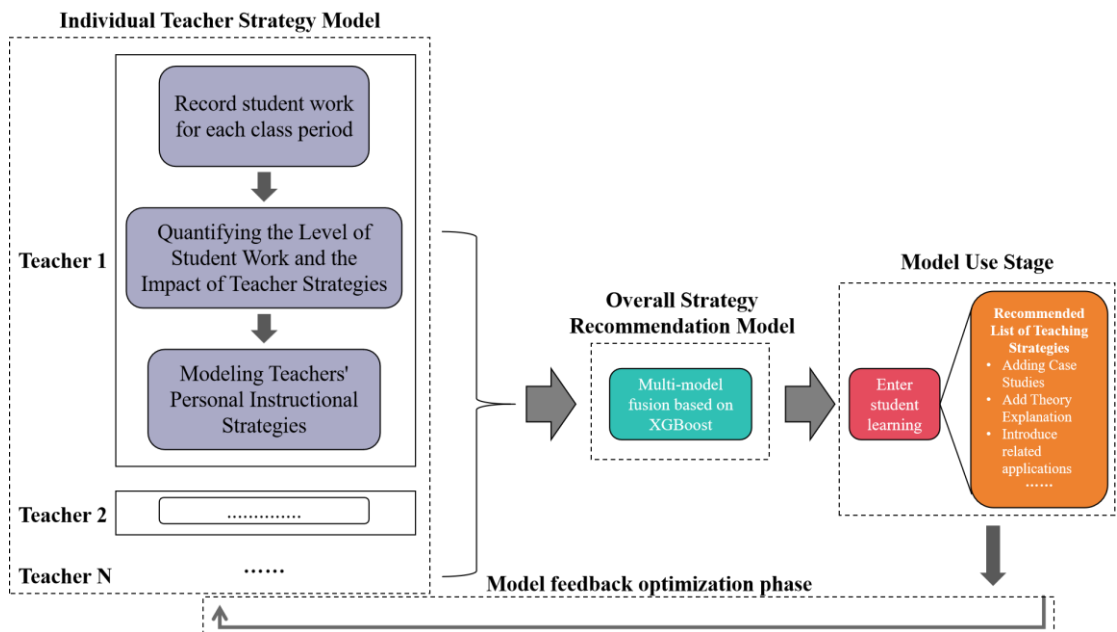 Individual Teacher Strategy Model
Record student work
for each class period
Teacher 1
Quantifying the Level of
Student Work and the
Impact of Teacher Strategies
Modeling Teachers'
Personal Instructional
Strategies
Teacher 2
..............
Teacher N
......
Overall Strategy
Recommendation Model
Multi-model
fusion based on
XGBoost
Model Use Stage
Enter
student
learning
Recommended
List of Teaching
Strategies
• Adding Case
Studies
• Add Theory
Explanation
• Introduce
related
applications
......
Model feedback optimization phase